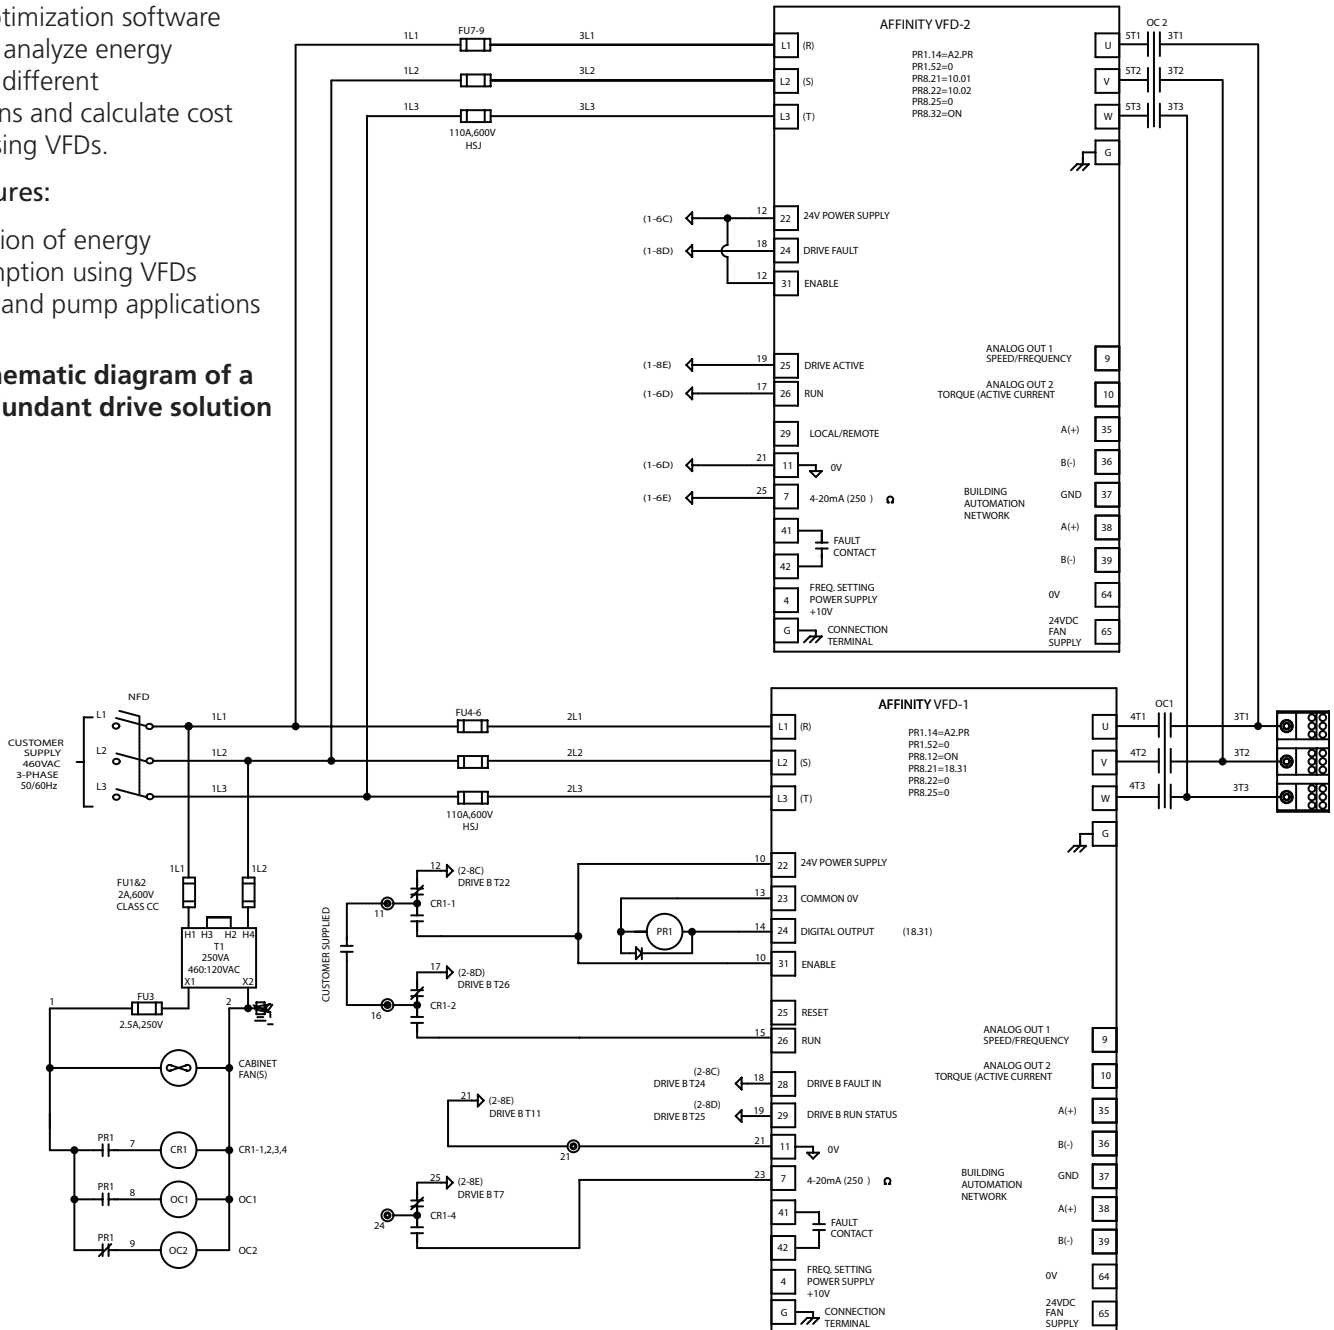 ptimization software
analyze energy
different
ns and calculate cost
sing VFDs.
ures:
tion of energy
mption using VFDs
and pump applications
hematic diagram of a
dundant drive solution
AFFINITY VFD-2
PR1.14=A2.PR
PR1.52=0
PR8.21=10.01
PR8.22=10.02
PR8.25=0
PR8.32=ON
1L1 FU7-9 3L1 L1 (R)
1L2 3L2 L2 (S)
1L3 3L3 L3 (T)
110A,600V
HSJ
OC 2
U 5T1 3T1
V 5T2 3T2
W 5T3 3T3
G
(1-6C) 12 22 24V POWER SUPPLY
(1-8D) 18 24 DRIVE FAULT
12 31 ENABLE
(1-8E) 19 25 DRIVE ACTIVE
(1-6D) 17 26 RUN
29 LOCAL/REMOTE
(1-6D) 21 11 0V
(1-6E) 25 7 4-20mA (250 ) Ω
41
FAULT
CONTACT
42
4 FREQ. SETTING
POWER SUPPLY
+10V
G CONNECTION
TERMINAL
ANALOG OUT 1
SPEED/FREQUENCY 9
ANALOG OUT 2
TORQUE (ACTIVE CURRENT 10
A(+) 35
B(-) 36
BUILDING
AUTOMATION
NETWORK
GND 37
A(+) 38
B(-) 39
0V 64
24VDC
FAN
SUPPLY 65
NFD
CUSTOMER
SUPPLY
460VAC
3-PHASE
50/60Hz
L1 1L1 FU4-6 2L1 L1 (R)
L2 1L2 2L2 L2 (S)
L3 1L3 2L3 L3 (T)
110A,600V
HSJ
AFFINITY VFD-1
PR1.14=A2.PR
PR1.52=0
PR8.12=ON
PR8.21=18.31
PR8.22=0
PR8.25=0
OC1
U 4T1 3T1
V 4T2 3T2
W 4T3 3T3
G
1L1 1L2
FU1&2
2A,600V
CLASS CC
H1 H3 H2 H4
T1
250VA
460:120VAC
X1 X2
1 FU3 2
2.5A,250V
CABINET
FAN(S)
PR1 7 CR1 CR1-1,2,3,4
PR1 8 OC1 OC1
PR1 9 OC2 OC2
CUSTOMER SUPPLIED
12 (2-8C)
DRIVE B T22
11 CR1-1
17 (2-8D)
DRIVE B T26
16 CR1-2
10 22 24V POWER SUPPLY
13 23 COMMON 0V
PR1 14 24 DIGITAL OUTPUT (18.31)
10 31 ENABLE
25 RESET
15 26 RUN
(2-8C)
DRIVE B T24 18 28 DRIVE B FAULT IN
(2-8D)
DRIVE B T25 19 29 DRIVE B RUN STATUS
21 (2-8E)
DRIVE B T11
21 21 11 0V
25 (2-8E)
DRVIE B T7
24 CR1-4
23 7 4-20mA (250 ) Ω
41
FAULT
CONTACT
42
4 FREQ. SETTING
POWER SUPPLY
+10V
G CONNECTION
TERMINAL
ANALOG OUT 1
SPEED/FREQUENCY 9
ANALOG OUT 2
TORQUE (ACTIVE CURRENT 10
A(+) 35
B(-) 36
BUILDING
AUTOMATION
NETWORK
GND 37
A(+) 38
B(-) 39
0V 64
24VDC
FAN
SUPPLY 65